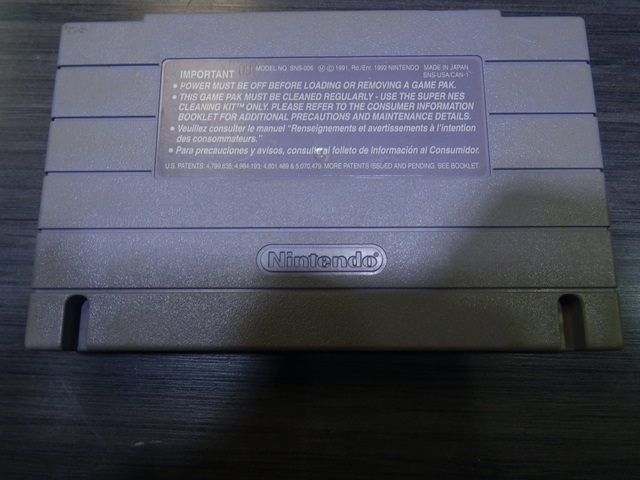 IMPORTANT MODEL NO. SNS-006 Ⓜ © 1991, Rd./Enr. 1992 NINTENDO MADE IN JAPAN
SNS-USA/CAN-1
• POWER MUST BE OFF BEFORE LOADING OR REMOVING A GAME PAK.
• THIS GAME PAK MUST BE CLEANED REGULARLY - USE THE SUPER NES
CLEANING KIT™ ONLY. PLEASE REFER TO THE CONSUMER INFORMATION
BOOKLET FOR ADDITIONAL PRECAUTIONS AND MAINTENANCE DETAILS.
• Veuillez consulter le manuel "Renseignements et avertissements à l'intention
des consommateurs."
• Para precauciones y avisos, consulte al folleto de Información al Consumidor.
U.S. PATENTS: 4,799,635; 4,984,193; 4,801,489 & 5,070,479. MORE PATENTS ISSUED AND PENDING. SEE BOOKLET.
Nintendo